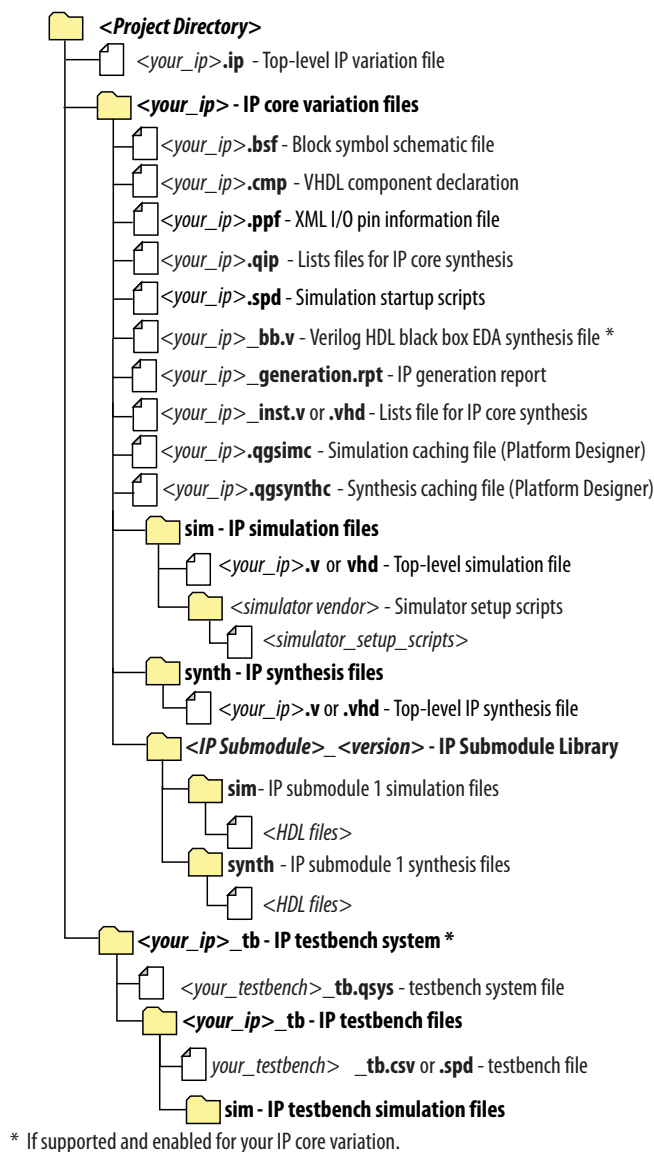 <Project Directory>
<your_ip>.ip - Top-level IP variation file
<your_ip> - IP core variation files
<your_ip>.bsf - Block symbol schematic file
<your_ip>.cmp - VHDL component declaration
<your_ip>.ppf - XML I/O pin information file
<your_ip>.qip - Lists files for IP core synthesis
<your_ip>.spd - Simulation startup scripts
<your_ip>_bb.v - Verilog HDL black box EDA synthesis file *
<your_ip>_generation.rpt - IP generation report
<your_ip>_inst.v or .vhd - Lists file for IP core synthesis
<your_ip>.qgsimc - Simulation caching file (Platform Designer)
<your_ip>.qgsynthc - Synthesis caching file (Platform Designer)
sim - IP simulation files
<your_ip>.v or vhd - Top-level simulation file
<simulator vendor> - Simulator setup scripts
<simulator_setup_scripts>
synth - IP synthesis files
<your_ip>.v or .vhd - Top-level IP synthesis file
<IP Submodule>_<version> - IP Submodule Library
sim- IP submodule 1 simulation files
<HDL files>
synth - IP submodule 1 synthesis files
<HDL files>
<your_ip>_tb - IP testbench system *
<your_testbench>_tb.qsys - testbench system file
<your_ip>_tb - IP testbench files
your_testbench> _tb.csv or .spd - testbench file
sim - IP testbench simulation files
* If supported and enabled for your IP core variation.